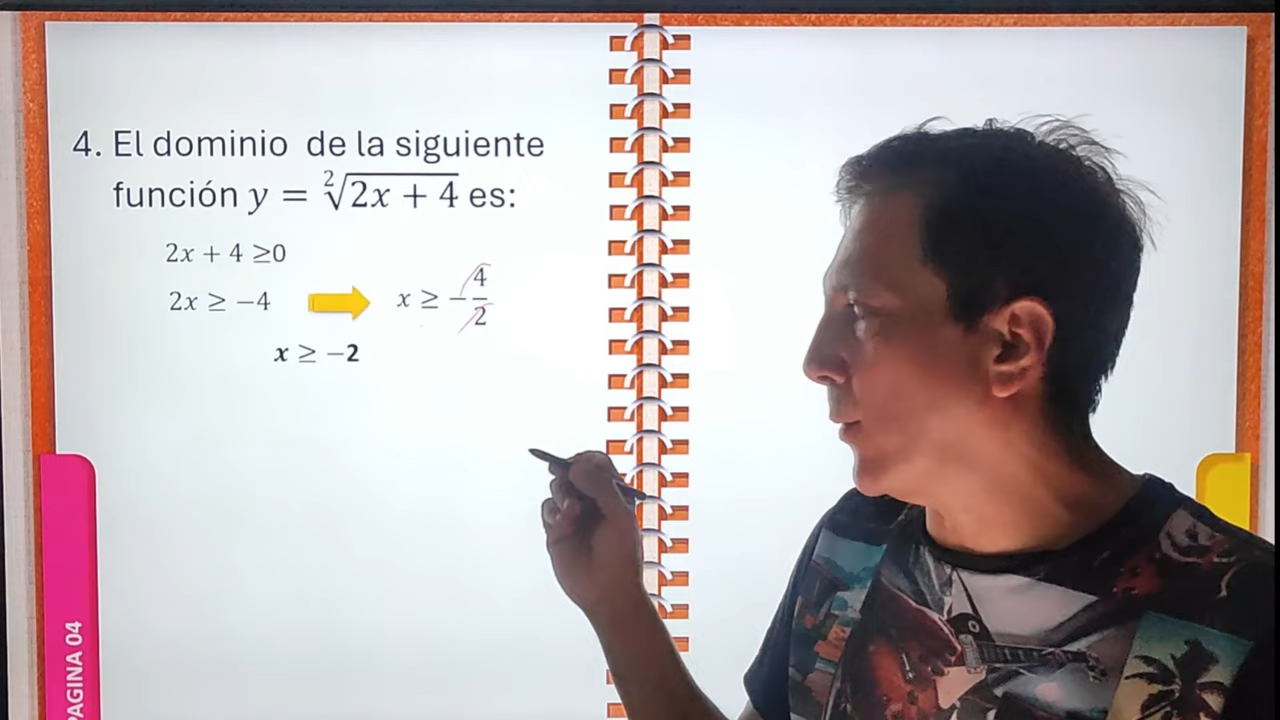 4. El dominio de la siguiente
función y = \sqrt[2]{2x + 4} es:
2x + 4 ≥0
2x ≥ −4
x ≥ −4/2
x ≥ −2
PAGINA 04